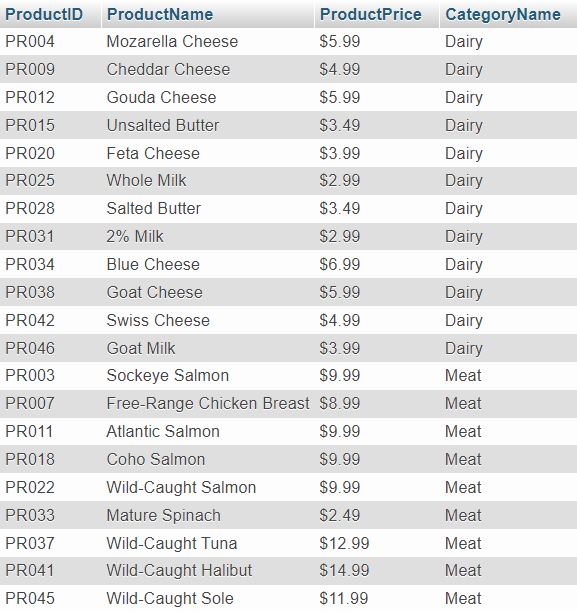 ProductID ProductName ProductPrice CategoryName
PR004 Mozarella Cheese $5.99 Dairy
PR009 Cheddar Cheese $4.99 Dairy
PR012 Gouda Cheese $5.99 Dairy
PR015 Unsalted Butter $3.49 Dairy
PR020 Feta Cheese $3.99 Dairy
PR025 Whole Milk $2.99 Dairy
PR028 Salted Butter $3.49 Dairy
PR031 2% Milk $2.99 Dairy
PR034 Blue Cheese $6.99 Dairy
PR038 Goat Cheese $5.99 Dairy
PR042 Swiss Cheese $4.99 Dairy
PR046 Goat Milk $3.99 Dairy
PR003 Sockeye Salmon $9.99 Meat
PR007 Free-Range Chicken Breast $8.99 Meat
PR011 Atlantic Salmon $9.99 Meat
PR018 Coho Salmon $9.99 Meat
PR022 Wild-Caught Salmon $9.99 Meat
PR033 Mature Spinach $2.49 Meat
PR037 Wild-Caught Tuna $12.99 Meat
PR041 Wild-Caught Halibut $14.99 Meat
PR045 Wild-Caught Sole $11.99 Meat